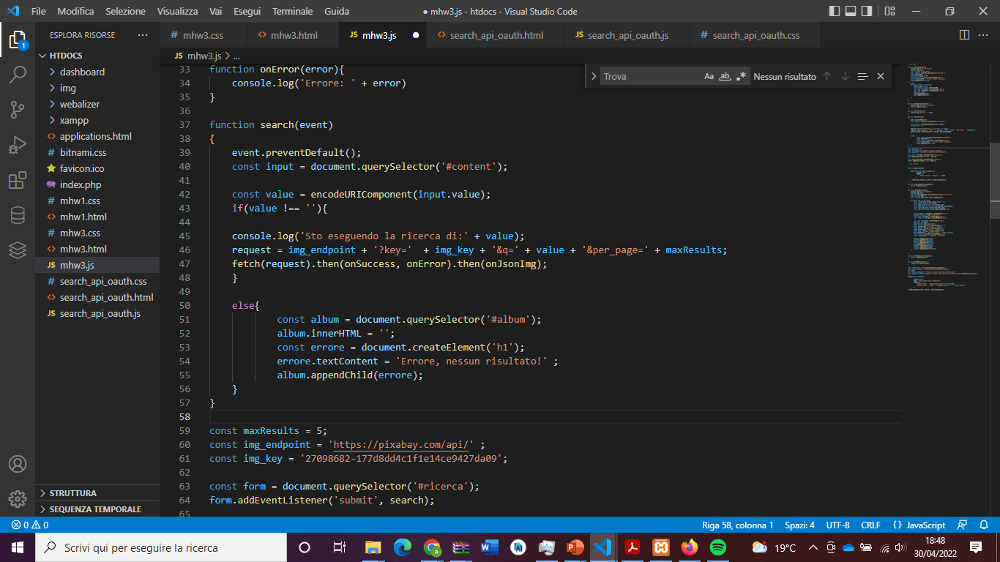 File Modifica Selezione Visualizza Vai Esegui Terminale Guida
● mhw3.js - htdocs - Visual Studio Code
ESPLORA RISORSE
mhw3.css
mhw3.html
mhw3.js
search_api_oauth.html
search_api_oauth.js
search_api_oauth.css
1
HTDOCS
dashboard
img
webalizer
xampp
applications.html
bitnami.css
favicon.ico
index.php
mhw1.css
mhw1.html
mhw3.css
mhw3.html
mhw3.js
search_api_oauth.css
search_api_oauth.html
search_api_oauth.js
STRUTTURA
SEQUENZA TEMPORALE
JS mhw3.js > ...
Trova
Aa ab
Nessun risultato
33 function onError(error){
34 console.log('Errore: ' + error)
35 }
36
37 function search(event)
38 {
39 event.preventDefault();
40 const input = document.querySelector('#content');
41
42 const value = encodeURIComponent(input.value);
43 if(value !== ''){
44
45 console.log('Sto eseguendo la ricerca di:' + value);
46 request = img_endpoint + '?key=' + img_key + '&q=' + value + '&per_page=' + maxResults;
47 fetch(request).then(onSuccess, onError).then(onJsonImg);
48 }
49
50 else{
51 const album = document.querySelector('#album');
52 album.innerHTML = '';
53 const errore = document.createElement('h1');
54 errore.textContent = 'Errore, nessun risultato!' ;
55 album.appendChild(errore);
56 }
57 }
58
59 const maxResults = 5;
60 const img_endpoint = 'https://pixabay.com/api/' ;
61 const img_key = '27098682-177d8dd4c1f1e14ce9427da09';
62
63 const form = document.querySelector('#ricerca');
64 form.addEventListener('submit', search);
65
0 0
Riga 58, colonna 1 Spazi: 4 UTF-8 CRLF {} JavaScript
Scrivi qui per eseguire la ricerca
19°C
18:48
30/04/2022